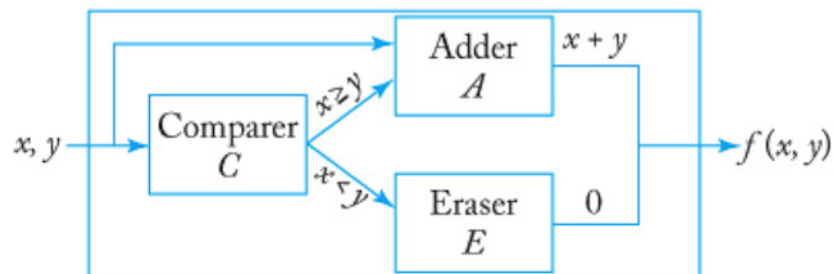 x, y
Comparer
C
x ≥ y
x < y
Adder
A
x + y
Eraser
E
0
f(x, y)